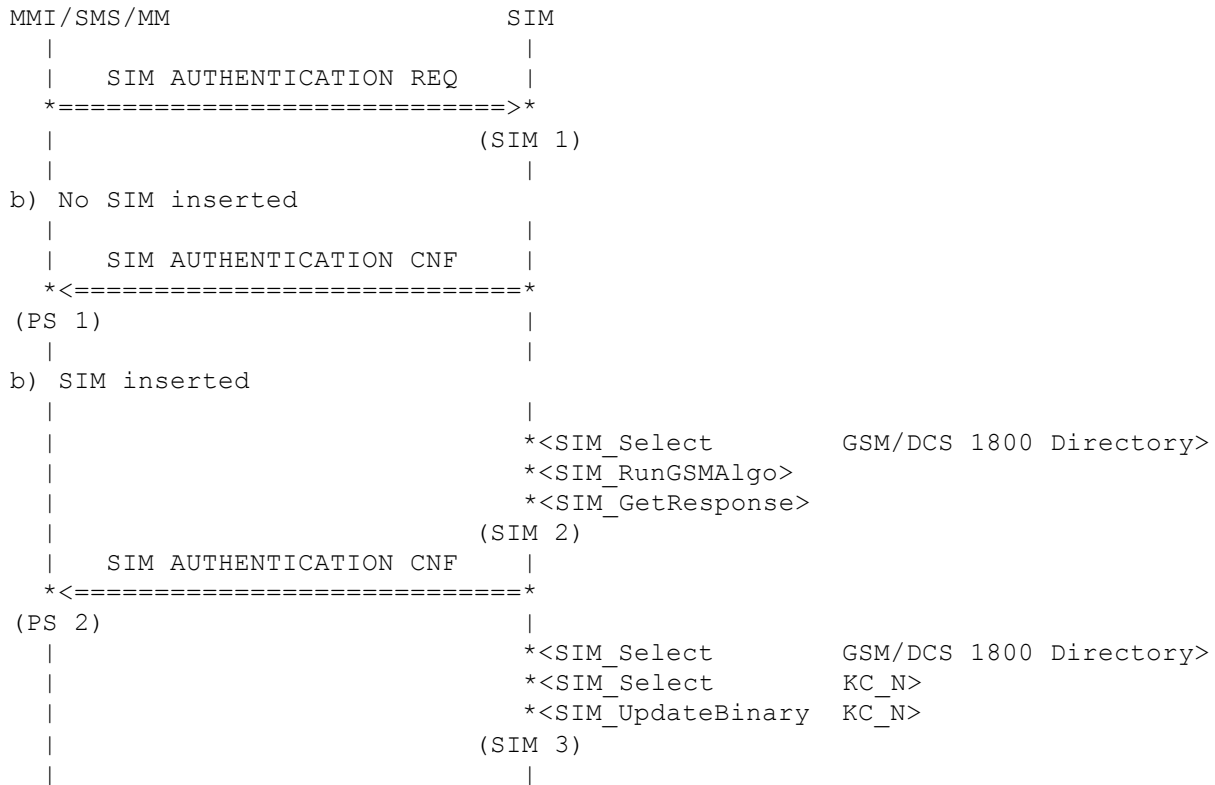 MMI/SMS/MM                     SIM
  |                             |
  |   SIM AUTHENTICATION REQ    |
  *============================>*
  |                          (SIM 1)
  |                             |
b) No SIM inserted
  |                             |
  |   SIM AUTHENTICATION CNF    |
  *<============================*
(PS 1)                          |
  |                             |
b) SIM inserted
  |                             |
  |                             *<SIM_Select        GSM/DCS 1800 Directory>
  |                             *<SIM_RunGSMAlgo>
  |                             *<SIM_GetResponse>
  |                          (SIM 2)
  |   SIM AUTHENTICATION CNF    |
  *<============================*
(PS 2)                          |
  |                             *<SIM_Select        GSM/DCS 1800 Directory>
  |                             *<SIM_Select        KC_N>
  |                             *<SIM_UpdateBinary  KC_N>
  |                          (SIM 3)
  |                             |